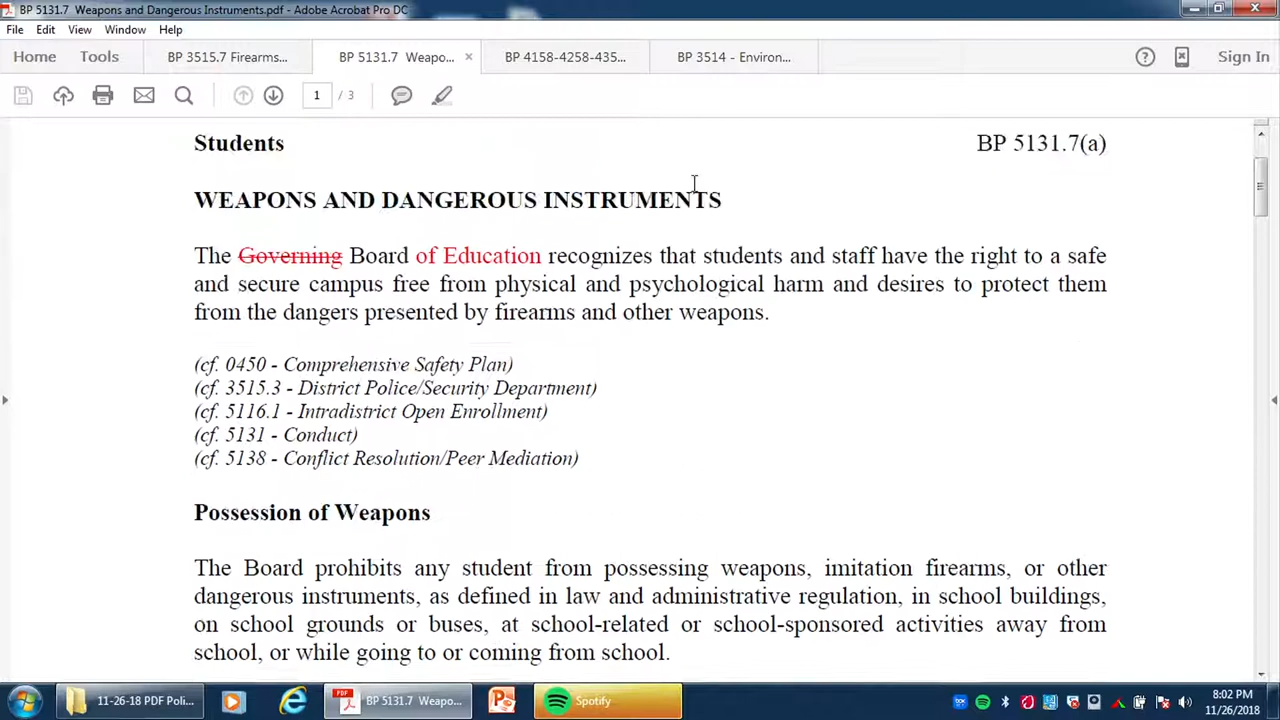 BP 5131.7 Weapons and Dangerous Instruments.pdf - Adobe Acrobat Pro DC
File Edit View Window Help
Home Tools BP 3515.7 Firearms... BP 5131.7 Weapo... × BP 4158-4258-435... BP 3514 - Environ... Sign In
1 / 3
Students BP 5131.7(a)
WEAPONS AND DANGEROUS INSTRUMENTS
The Governing Board of Education recognizes that students and staff have the right to a safe
and secure campus free from physical and psychological harm and desires to protect them
from the dangers presented by firearms and other weapons.
(cf. 0450 - Comprehensive Safety Plan)
(cf. 3515.3 - District Police/Security Department)
(cf. 5116.1 - Intradistrict Open Enrollment)
(cf. 5131 - Conduct)
(cf. 5138 - Conflict Resolution/Peer Mediation)
Possession of Weapons
The Board prohibits any student from possessing weapons, imitation firearms, or other
dangerous instruments, as defined in law and administrative regulation, in school buildings,
on school grounds or buses, at school-related or school-sponsored activities away from
school, or while going to or coming from school.
11-26-18 PDF Poli... BP 5131.7 Weapo... Spotify 8:02 PM
11/26/2018